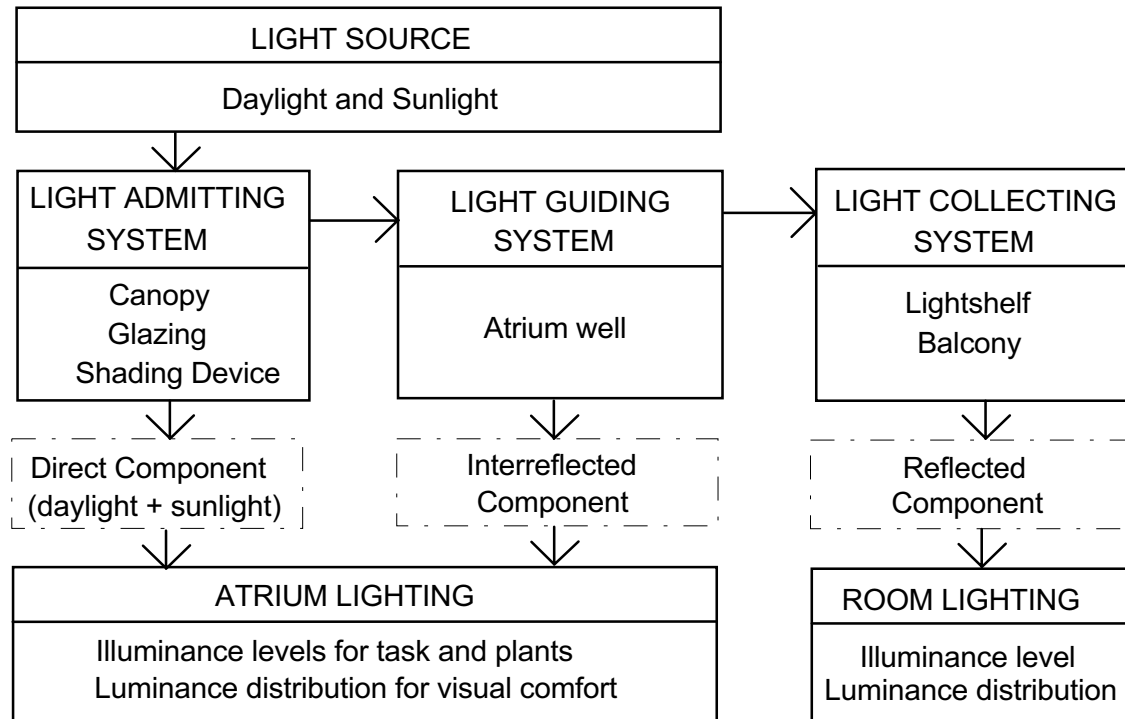 LIGHT SOURCE
Daylight and Sunlight
LIGHT ADMITTING
SYSTEM
Canopy
Glazing
Shading Device
LIGHT GUIDING
SYSTEM
Atrium well
LIGHT COLLECTING
SYSTEM
Lightshelf
Balcony
Direct Component
(daylight + sunlight)
Interreflected
Component
Reflected
Component
ATRIUM LIGHTING
Illuminance levels for task and plants
Luminance distribution for visual comfort
ROOM LIGHTING
Illuminance level
Luminance distribution